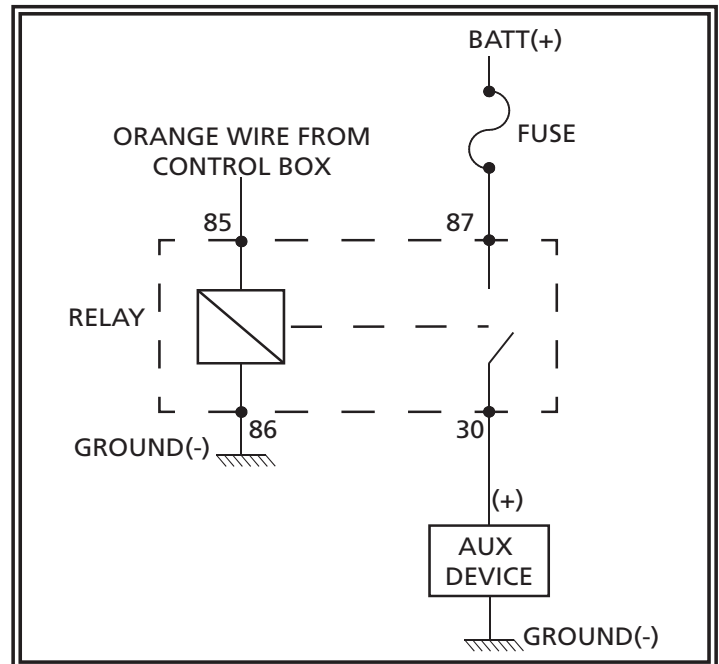 BATT(+)
FUSE
ORANGE WIRE FROM
CONTROL BOX
85
87
RELAY
86
30
GROUND(-)
(+)
AUX
DEVICE
GROUND(-)